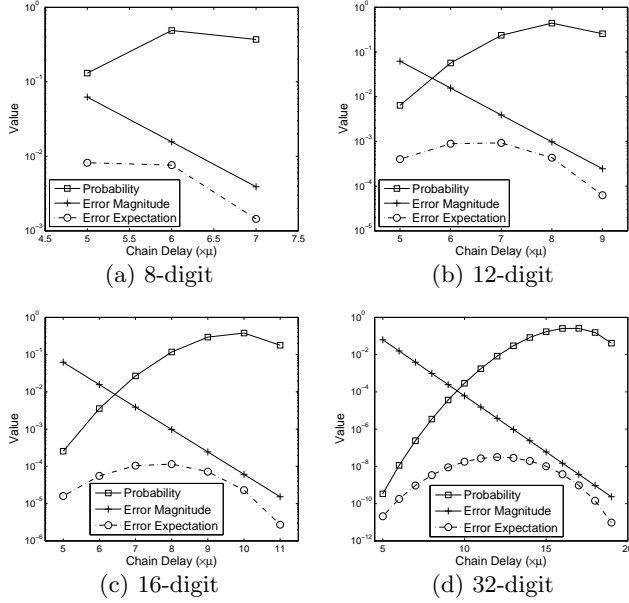 10^0
10^−1
10^−2
10^−3
Value
Probability
Error Magnitude
Error Expectation
4.5 5 5.5 6 6.5 7 7.5
Chain Delay (×μ)
(a) 8-digit
10^0
10^−1
10^−2
10^−3
10^−4
10^−5
Value
Probability
Error Magnitude
Error Expectation
5 6 7 8 9
Chain Delay (×μ)
(b) 12-digit
10^0
10^−1
10^−2
10^−3
10^−4
10^−5
10^−6
Value
Probability
Error Magnitude
Error Expectation
5 6 7 8 9 10 11
Chain Delay (×μ)
(c) 16-digit
10^0
10^−2
10^−4
10^−6
10^−8
10^−10
10^−12
Value
Probability
Error Magnitude
Error Expectation
5 10 15 20
Chain Delay (×μ)
(d) 32-digit